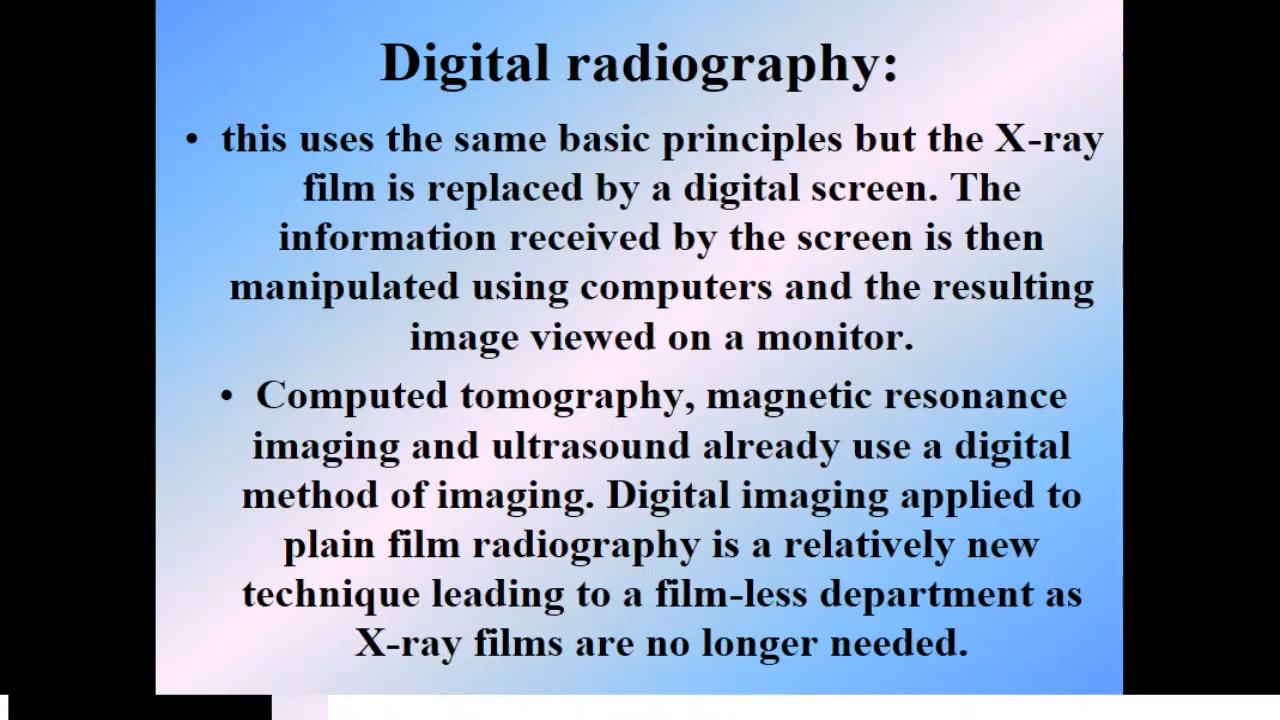 Digital radiography:
• this uses the same basic principles but the X-ray
film is replaced by a digital screen. The
information received by the screen is then
manipulated using computers and the resulting
image viewed on a monitor.
• Computed tomography, magnetic resonance
imaging and ultrasound already use a digital
method of imaging. Digital imaging applied to
plain film radiography is a relatively new
technique leading to a film-less department as
X-ray films are no longer needed.